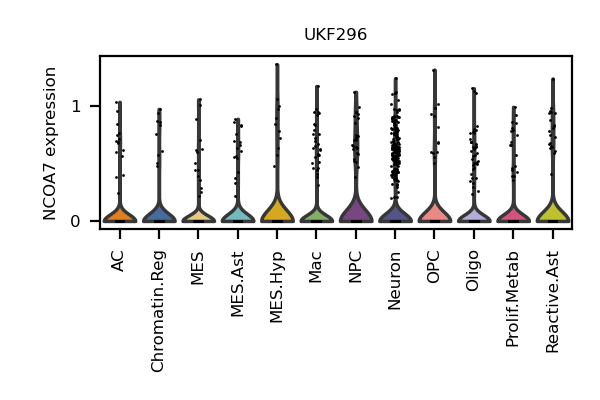 UKF296
NCOA7 expression
1
0
AC
Chromatin.Reg
MES
MES.Ast
MES.Hyp
Mac
NPC
Neuron
OPC
Oligo
Prolif.Metab
Reactive.Ast